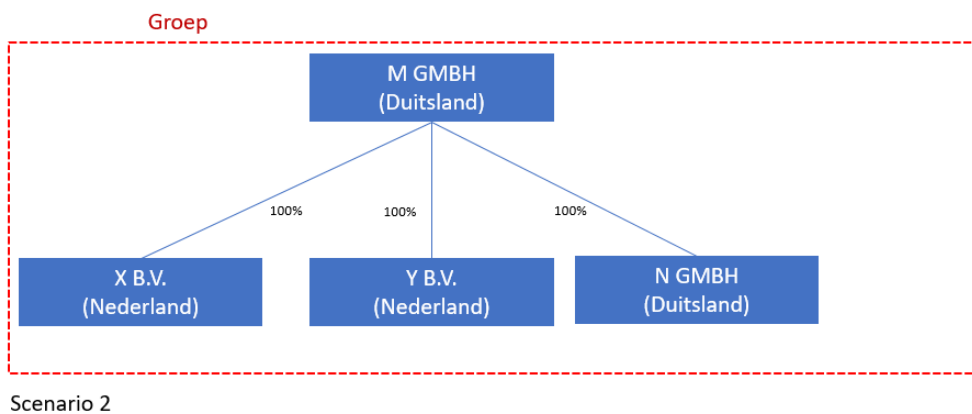 Groep
M GMBH
(Duitsland)
100%
100%
100%
X B.V.
(Nederland)
Y B.V.
(Nederland)
N GMBH
(Duitsland)
Scenario 2